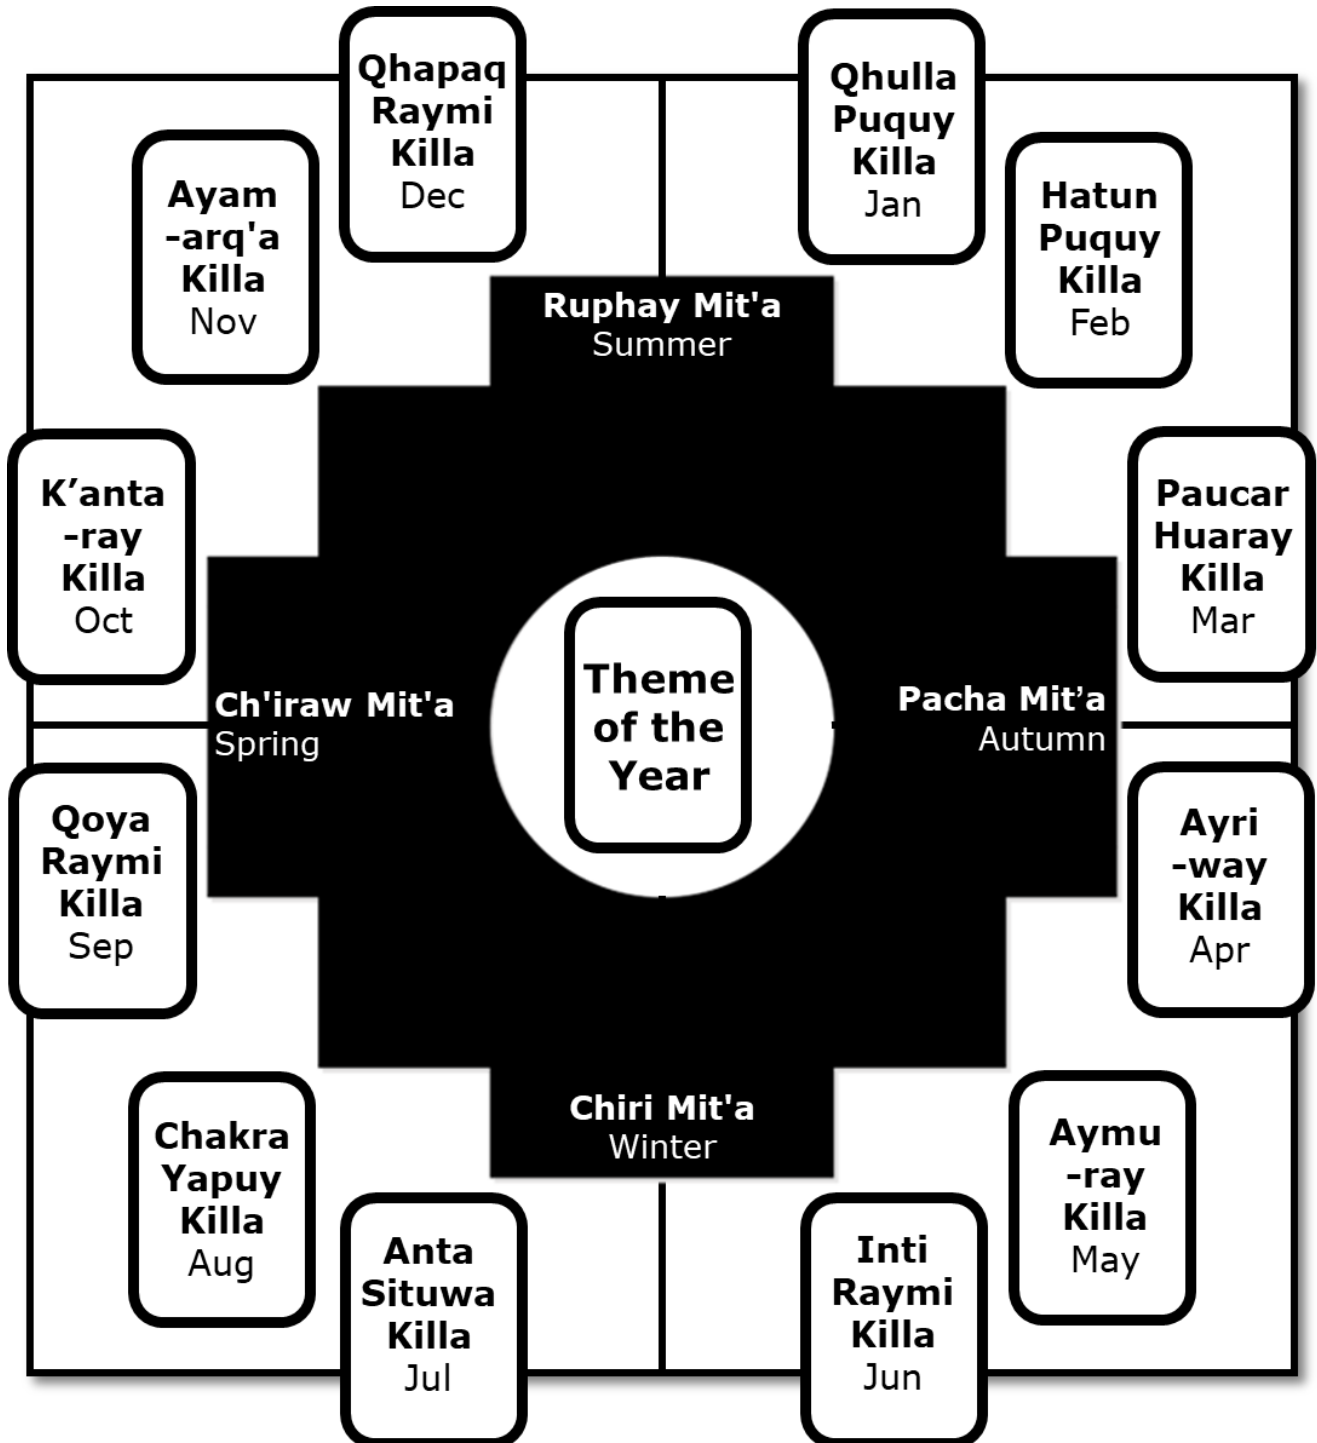 Qhapaq
Raymi
Killa
Dec
Qhulla
Puquy
Killa
Jan
Ayam
-arq'a
Killa
Nov
Hatun
Puquy
Killa
Feb
Ruphay Mit'a
Summer
K’anta
-ray
Killa
Oct
Paucar
Huaray
Killa
Mar
Ch'iraw Mit'a
Spring
Theme
of the
Year
Pacha Mit’a
Autumn
Qoya
Raymi
Killa
Sep
Ayri
-way
Killa
Apr
Chiri Mit'a
Winter
Chakra
Yapuy
Killa
Aug
Aymu
-ray
Killa
May
Anta
Situwa
Killa
Jul
Inti
Raymi
Killa
Jun